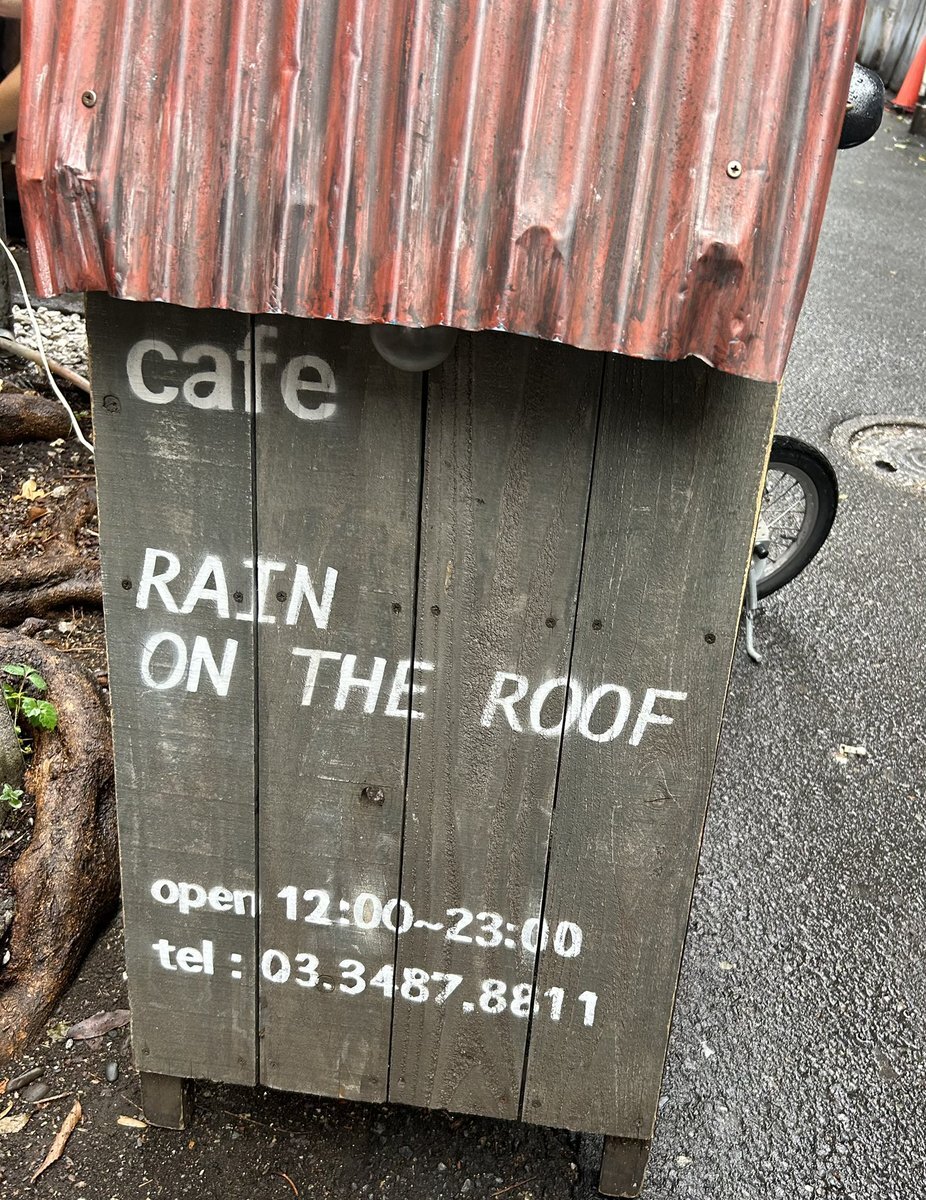 cafe
RAIN
ON THE ROOF
open 12:00~23:00
tel : 03.3487.8811